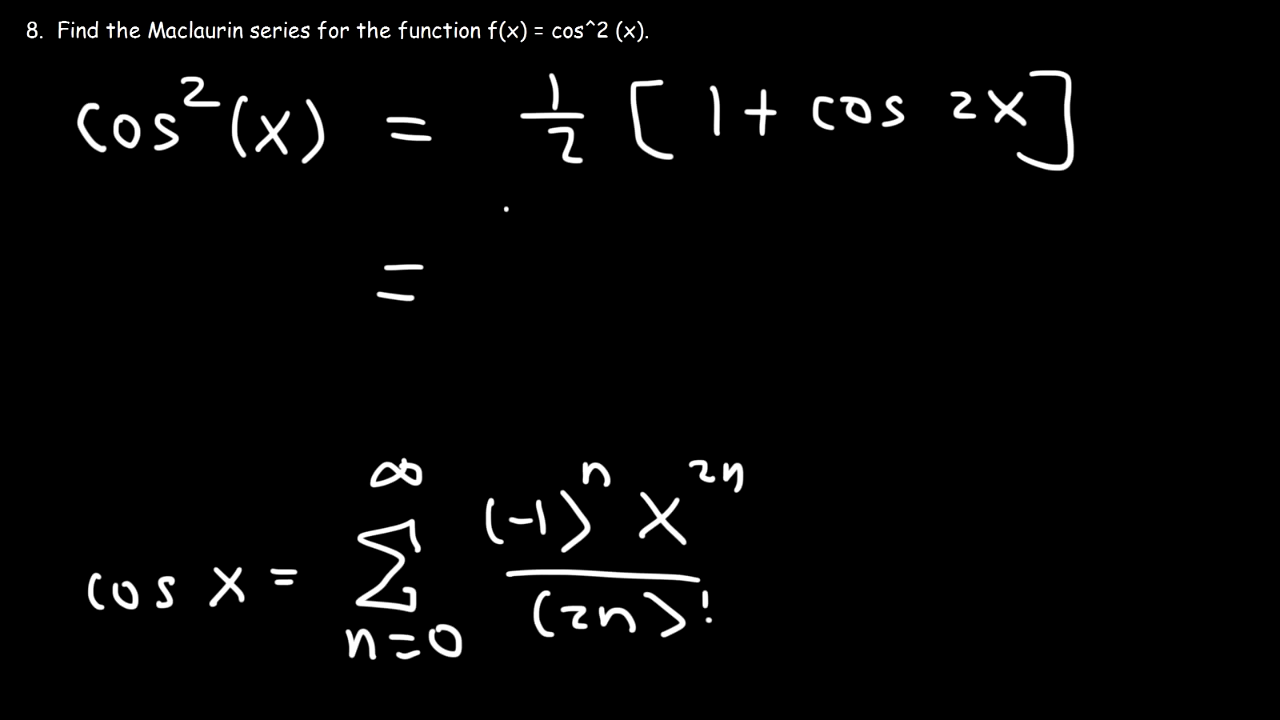 8. Find the Maclaurin series for the function f(x) = cos^2 (x).
cos²(x) = 1/2 [1 + cos 2x]
=
cos x = ∞ Σ n=0 (-1)ⁿ x²ⁿ / (2n)!